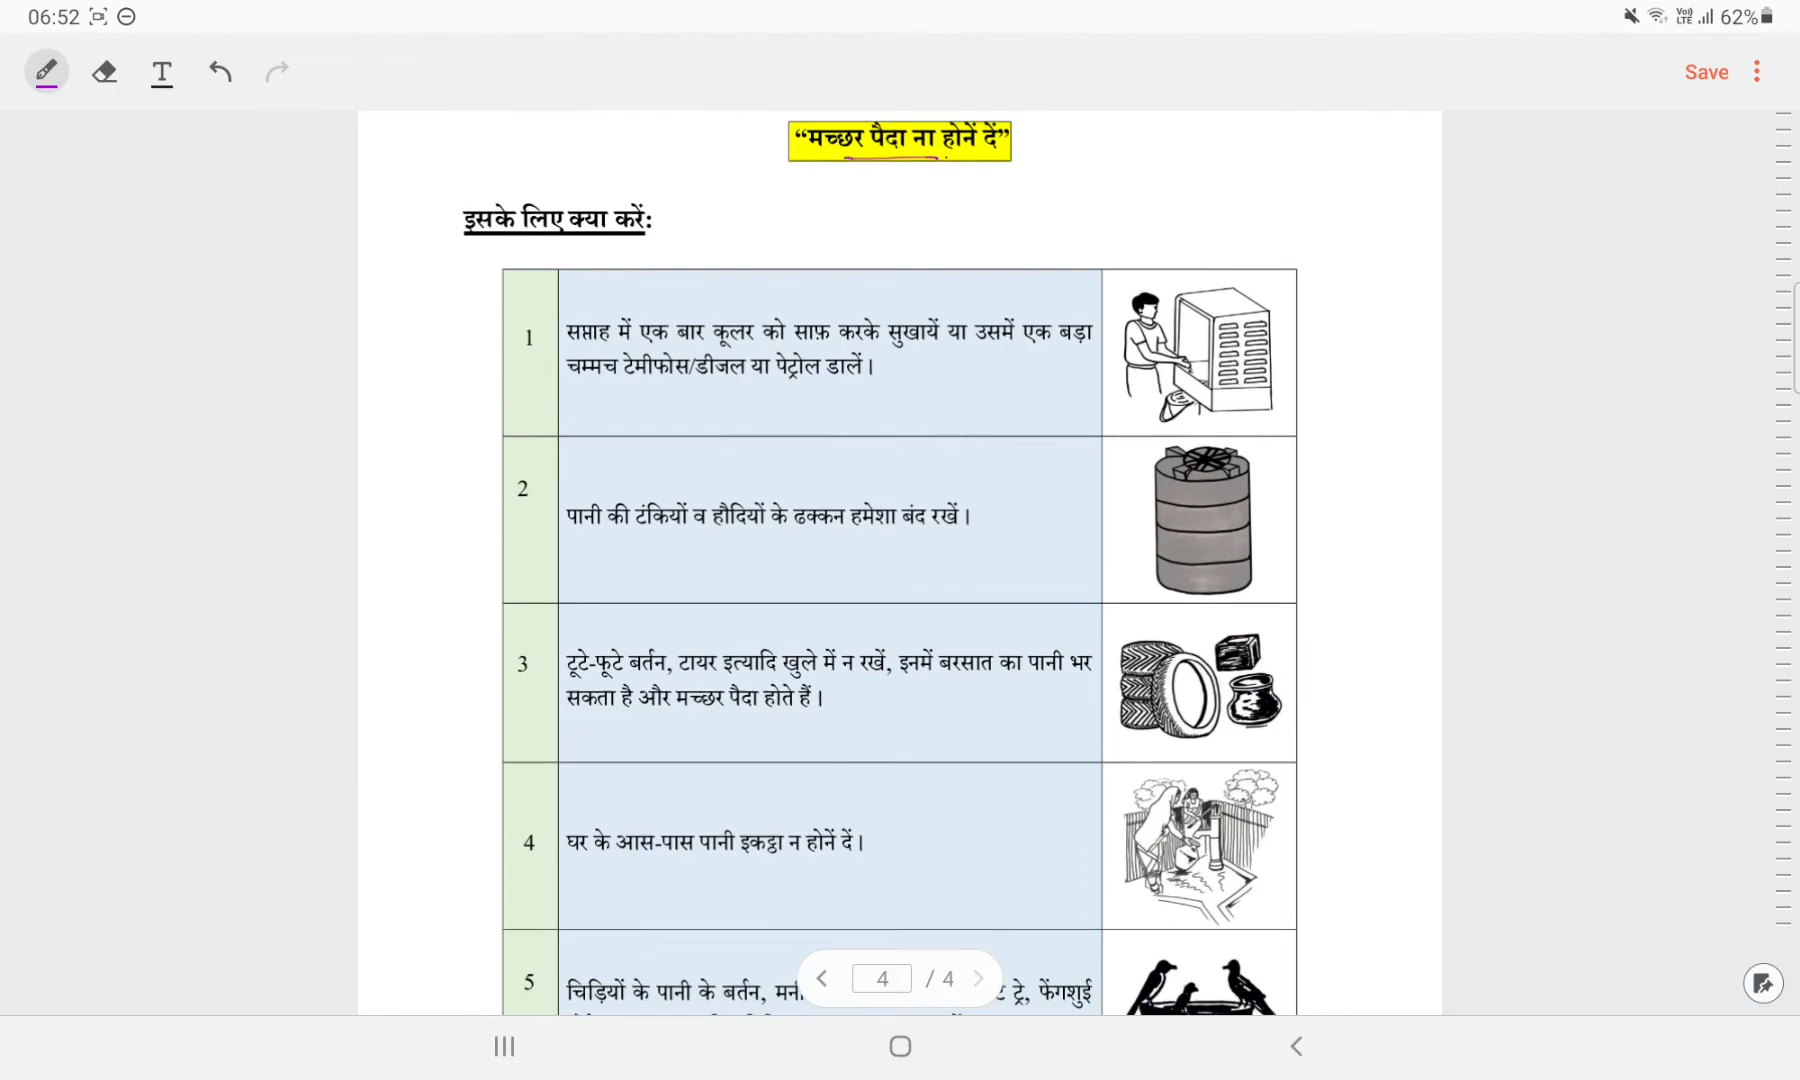 06:52
62%
Save
“मच्छर पैदा ना होनें दें”
इसके लिए क्या करें:
1
सप्ताह में एक बार कूलर को साफ़ करके सुखायें या उसमें एक बड़ा
चम्मच टेमीफोस/डीजल या पेट्रोल डालें।
2
पानी की टंकियों व हौदियों के ढक्कन हमेशा बंद रखें।
3
टूटे-फूटे बर्तन, टायर इत्यादि खुले में न रखें, इनमें बरसात का पानी भर
सकता है और मच्छर पैदा होते हैं।
4
घर के आस-पास पानी इकट्ठा न होनें दें।
5
चिड़ियों के पानी के बर्तन, ट्रे, फेंगशुई
4 / 4